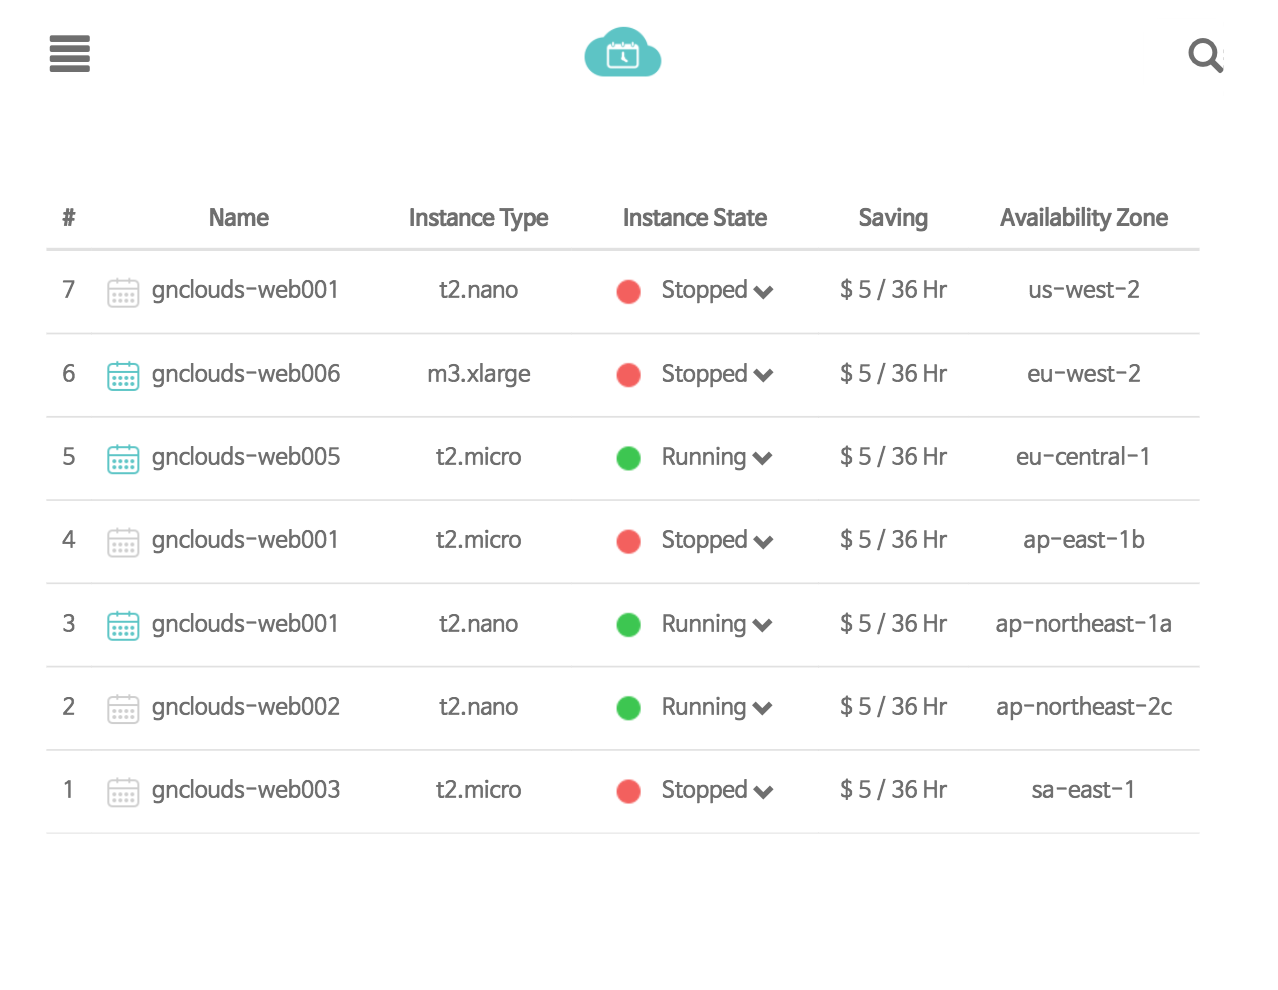 # Name Instance Type Instance State Saving Availability Zone
7 gnclouds-web001 t2.nano Stopped $ 5 / 36 Hr us-west-2
6 gnclouds-web006 m3.xlarge Stopped $ 5 / 36 Hr eu-west-2
5 gnclouds-web005 t2.micro Running $ 5 / 36 Hr eu-central-1
4 gnclouds-web001 t2.micro Stopped $ 5 / 36 Hr ap-east-1b
3 gnclouds-web001 t2.nano Running $ 5 / 36 Hr ap-northeast-1a
2 gnclouds-web002 t2.nano Running $ 5 / 36 Hr ap-northeast-2c
1 gnclouds-web003 t2.micro Stopped $ 5 / 36 Hr sa-east-1